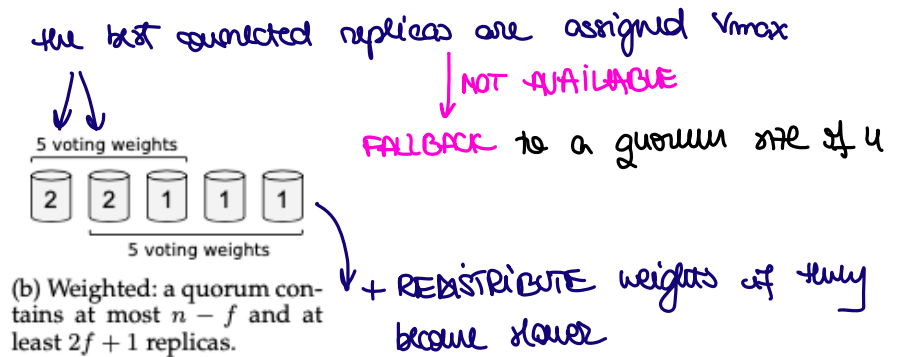 the best connected replicas are assigned Vmax
NOT AVAILABLE
FALLBACK to a quorum size of 4
5 voting weights
2 2 1 1 1
5 voting weights
(b) Weighted: a quorum con-
tains at most n − f and at
least 2f + 1 replicas.
+ REDISTRIBUTE weights if they
become slower